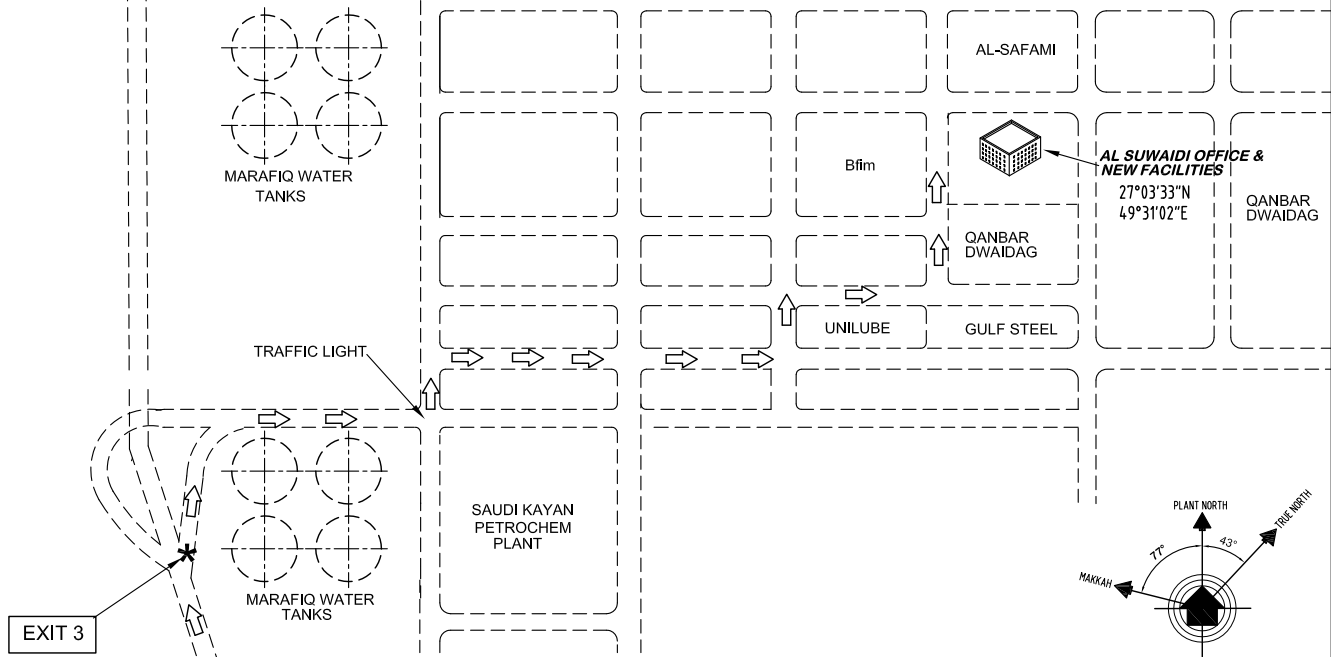 AL-SAFAMI
MARAFIQ WATER
TANKS
Bfim
AL SUWAIDI OFFICE &
NEW FACILITIES
27°03'33"N
49°31'02"E
QANBAR
DWAIDAG
QANBAR
DWAIDAG
UNILUBE
GULF STEEL
TRAFFIC LIGHT
SAUDI KAYAN
PETROCHEM
PLANT
MARAFIQ WATER
TANKS
EXIT 3
PLANT NORTH
TRUE NORTH
77°
43°
MAKKAH